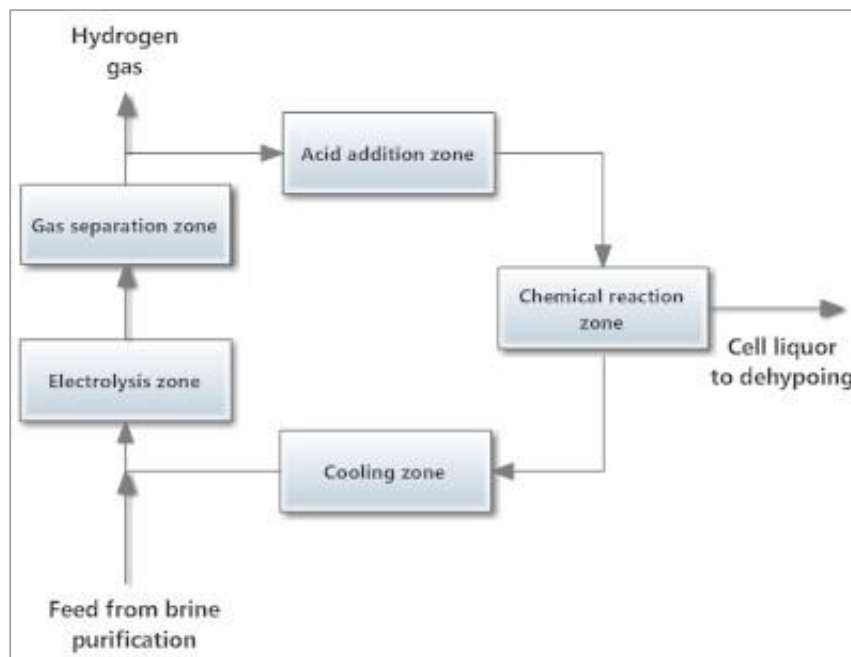 Hydrogen
gas
Acid addition zone
Gas separation zone
Chemical reaction
zone
Cell liquor
to dehypoing
Electrolysis zone
Cooling zone
Feed from brine
purification